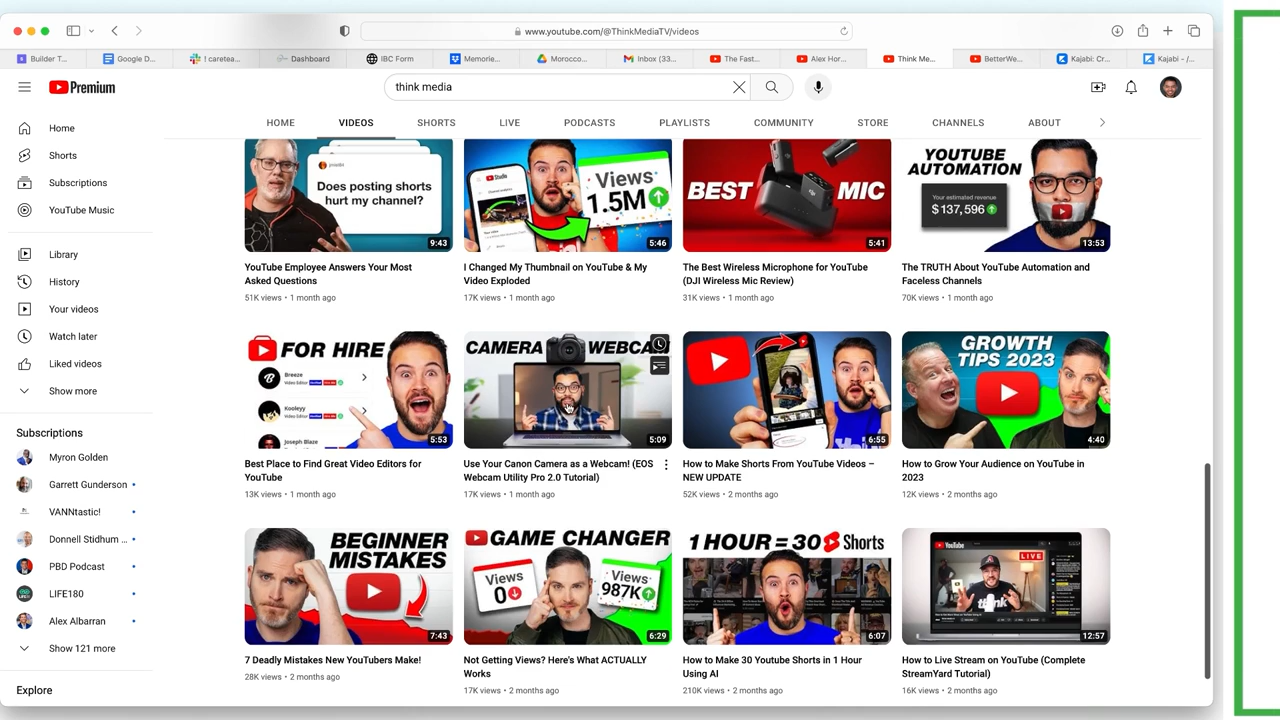 www.youtube.com/@ThinkMediaTV/videos
Builder T...
Google D...
! caretea...
Dashboard
IBC Form
Memorie...
Morocco...
Inbox (33...
The Fast...
Alex Hor...
Think Me...
BetterWe...
Kajabi: Cr...
Kajabi - /...
Premium
think media
HOME
VIDEOS
SHORTS
LIVE
PODCASTS
PLAYLISTS
COMMUNITY
STORE
CHANNELS
ABOUT
Home
Shorts
Subscriptions
YouTube Music
Library
History
Your videos
Watch later
Liked videos
Show more
Subscriptions
Myron Golden
Garrett Gunderson
VANNtastic!
Donnell Stidhum ...
PBD Podcast
LIFE180
Alex Albarran
Show 121 more
Explore
Does posting shorts
hurt my channel?
9:43
YouTube Employee Answers Your Most
Asked Questions
51K views • 1 month ago
Studio
Views
1.5M
5:46
I Changed My Thumbnail on YouTube & My
Video Exploded
17K views • 1 month ago
BEST MIC
5:41
The Best Wireless Microphone for YouTube
(DJI Wireless Mic Review)
31K views • 1 month ago
YOUTUBE
AUTOMATION
Your estimated revenue
$ 137,596
13:53
The TRUTH About YouTube Automation and
Faceless Channels
70K views • 1 month ago
FOR HIRE
Breeze
Video Editor
Kooleyy
Video Editor
Joseph Blaze
5:53
Best Place to Find Great Video Editors for
YouTube
13K views • 1 month ago
CAMERA WEBCAM
5:09
Use Your Canon Camera as a Webcam! (EOS
Webcam Utility Pro 2.0 Tutorial)
17K views • 1 month ago
6:55
How to Make Shorts From YouTube Videos –
NEW UPDATE
52K views • 2 months ago
GROWTH
TIPS 2023
4:40
How to Grow Your Audience on YouTube in
2023
12K views • 2 months ago
BEGINNER
MISTAKES
7:43
7 Deadly Mistakes New YouTubers Make!
28K views • 2 months ago
GAME CHANGER
Views
0
Views
987K
6:29
Not Getting Views? Here's What ACTUALLY
Works
17K views • 2 months ago
1 HOUR = 30 Shorts
6:07
How to Make 30 Youtube Shorts in 1 Hour
Using AI
210K views • 2 months ago
YouTube
LIVE
think
12:57
How to Live Stream on YouTube (Complete
StreamYard Tutorial)
16K views • 2 months ago